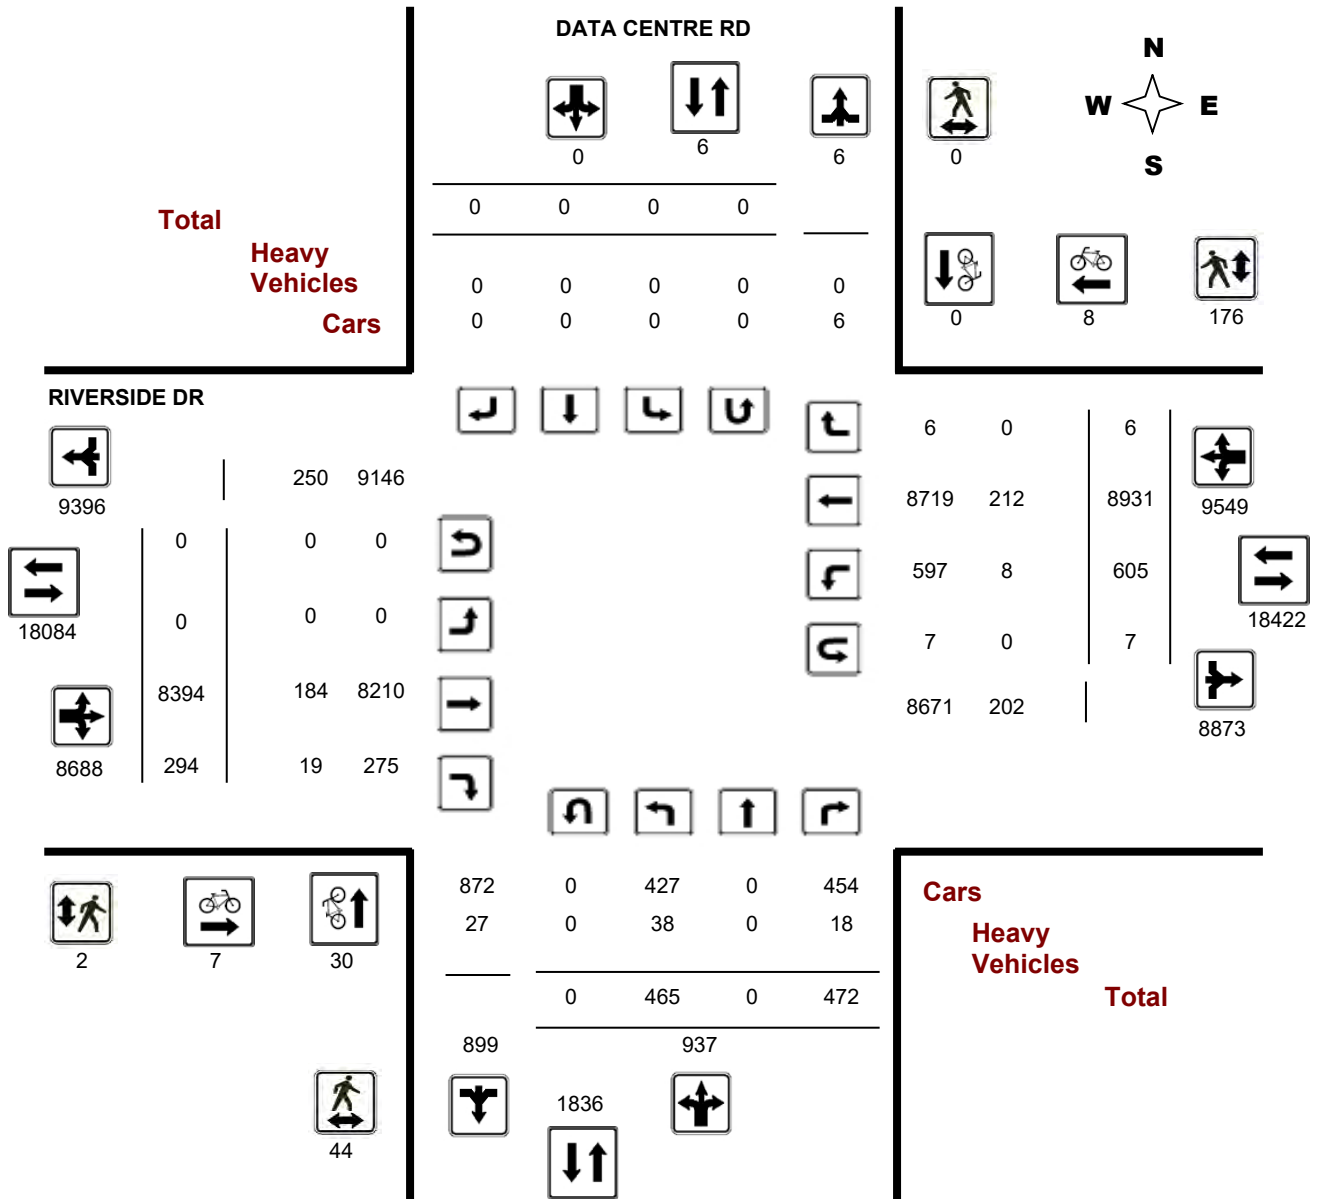 DATA CENTRE RD
N
W E
S
0 6 6 0
0 0 0 0
Total
Heavy
Vehicles
Cars
0 0 0 0 0
0 0 0 0 6
0 8 176
RIVERSIDE DR
9396
250 9146
0 0 0
18084
0 0 0
8394 184 8210
8688
294 19 275
6 0 6
8719 212 8931
9549
597 8 605
18422
7 0 7
8671 202
8873
872 0 427 0 454
27 0 38 0 18
0 465 0 472
899 937
1836
Cars
Heavy
Vehicles
Total
2 7 30
44